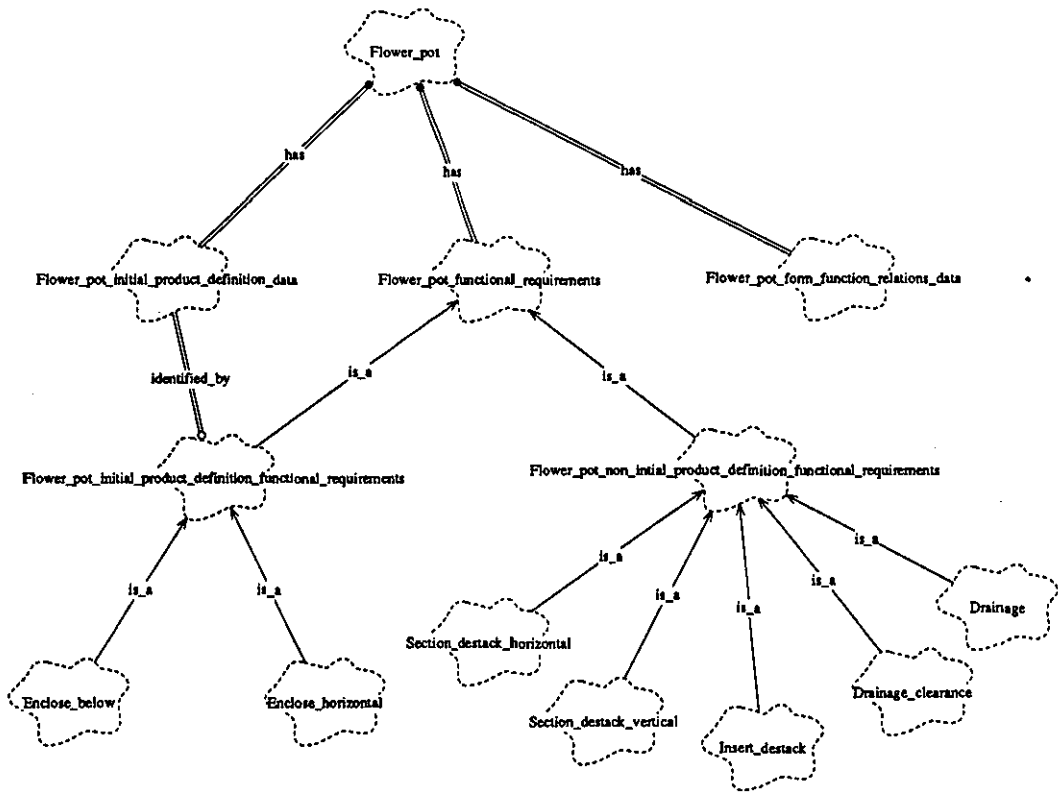 Flower_pot
has
has
has
Flower_pot_initial_product_definition_data
Flower_pot_functional_requirements
Flower_pot_form_function_relations_data
identified_by
is_a
is_a
Flower_pot_initial_product_definition_functional_requirements
Flower_pot_non_intial_product_definition_functional_requirements
is_a
is_a
is_a
is_a
is_a
is_a
is_a
Drainage
Section_destack_horizontal
Enclose_below
Enclose_horizontal
Section_destack_vertical
Drainage_clearance
Insert_destack